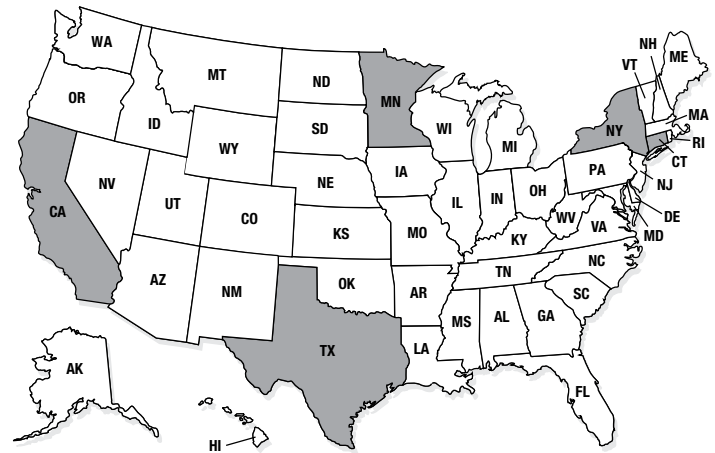 WA
MT
ND
MN
OR
ID
SD
WY
WI
MI
NH
VT
ME
NY
MA
RI
CT
NJ
PA
DE
MD
CA
NV
UT
CO
NE
IA
IL
IN
OH
WV
VA
KS
MO
KY
NC
TN
AZ
NM
OK
AR
SC
MS
AL
GA
TX
LA
FL
AK
HI